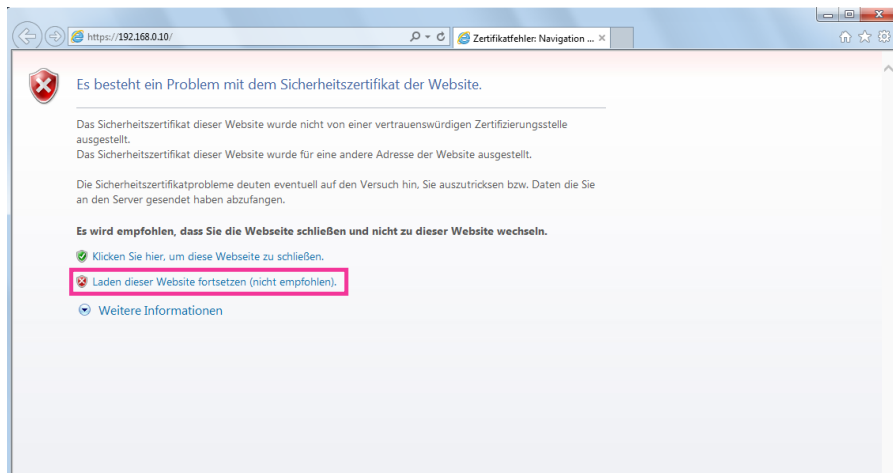 https://192.168.0.10/
Zertifikatfehler: Navigation ...
Es besteht ein Problem mit dem Sicherheitszertifikat der Website.
Das Sicherheitszertifikat dieser Website wurde nicht von einer vertrauenswürdigen Zertifizierungsstelle
ausgestellt.
Das Sicherheitszertifikat dieser Website wurde für eine andere Adresse der Website ausgestellt.
Die Sicherheitszertifikatprobleme deuten eventuell auf den Versuch hin, Sie auszutricksen bzw. Daten die Sie
an den Server gesendet haben abzufangen.
Es wird empfohlen, dass Sie die Webseite schließen und nicht zu dieser Website wechseln.
Klicken Sie hier, um diese Webseite zu schließen.
Laden dieser Website fortsetzen (nicht empfohlen).
Weitere Informationen